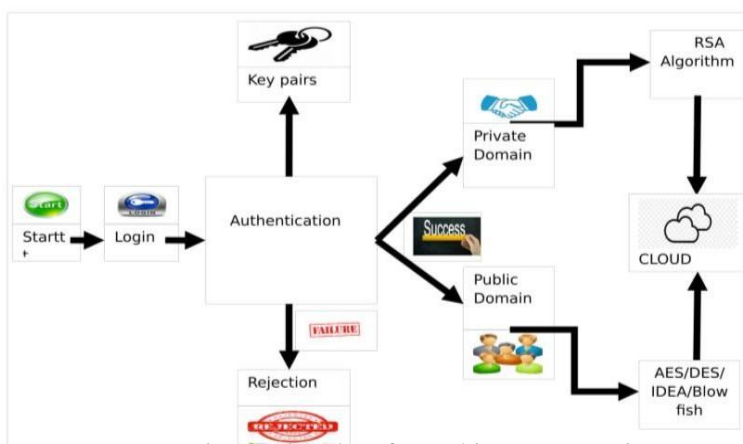 Key pairs
RSA
Algorithm
Private
Domain
Start
LOGIN
Startt
Login
Authentication
Success
CLOUD
Public
Domain
FAILURE
Rejection
REJECTED
AES/DES/
IDEA/Blow
fish